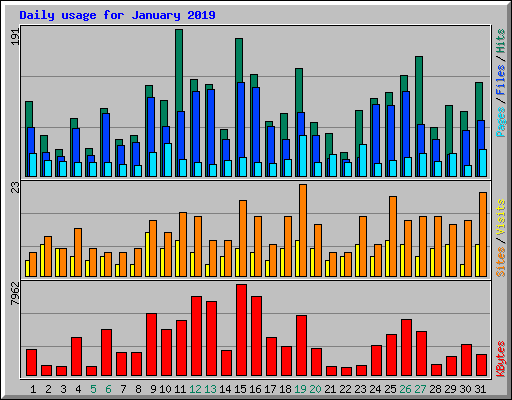 Daily usage for January 2019
191
Pages / Files / Hits
23
Sites / Visits
7962
KBytes
1 2 3 4 5 6 7 8 9 10 11 12 13 14 15 16 17 18 19 20 21 22 23 24 25 26 27 28 29 30 31